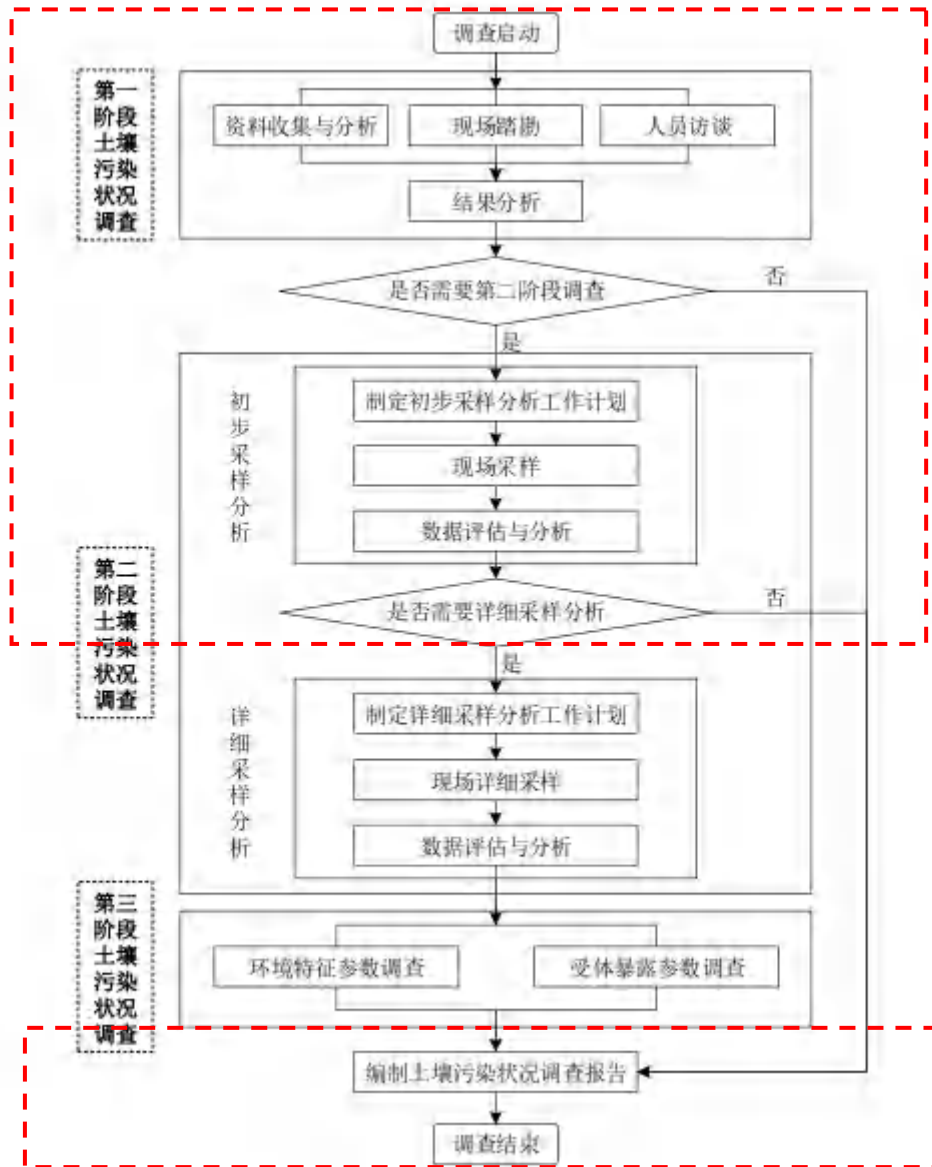 调查启动
第一
阶段
土壤
污染
状况
调查
资料收集与分析
现场踏勘
人员访谈
结果分析
是否需要第二阶段调查
否
是
初步采样分析
制定初步采样分析工作计划
现场采样
数据评估与分析
第二
阶段
土壤
污染
状况
调查
是否需要详细采样分析
否
是
详细采样分析
制定详细采样分析工作计划
现场详细采样
数据评估与分析
第三
阶段
土壤
污染
状况
调查
环境特征参数调查
受体暴露参数调查
编制土壤污染状况调查报告
调查结束